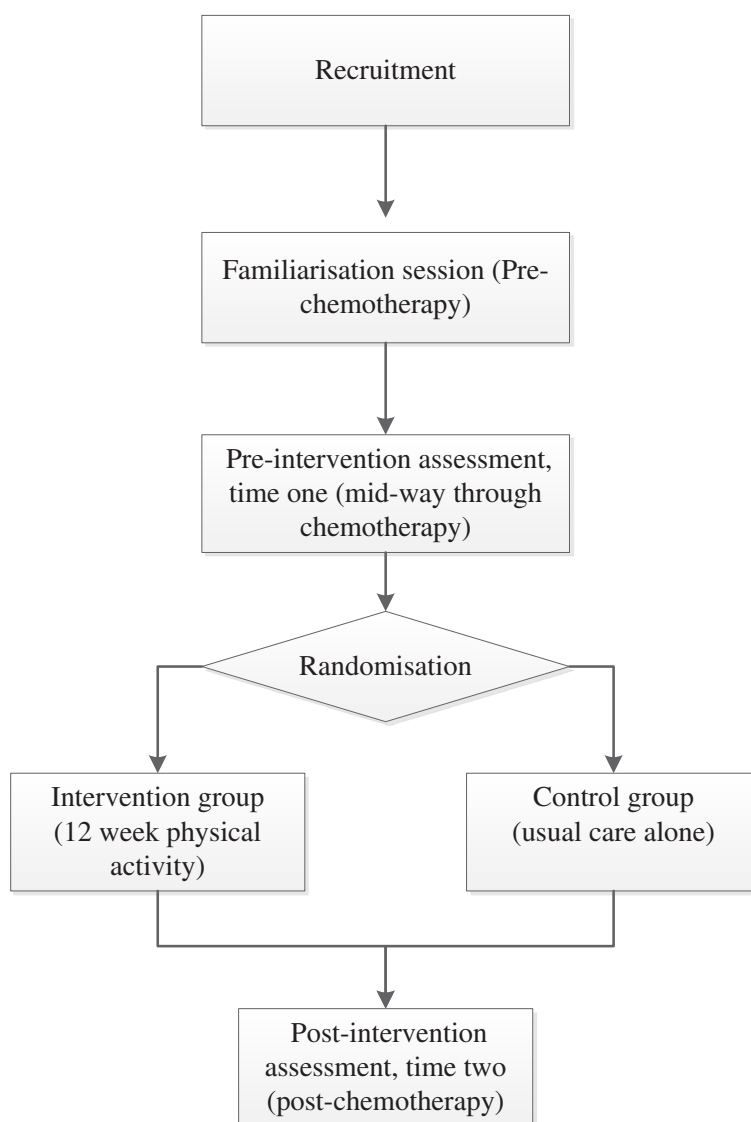 Recruitment
Familiarisation session (Pre-
chemotherapy)
Pre-intervention assessment,
time one (mid-way through
chemotherapy)
Randomisation
Intervention group
(12 week physical
activity)
Control group
(usual care alone)
Post-intervention
assessment, time two
(post-chemotherapy)